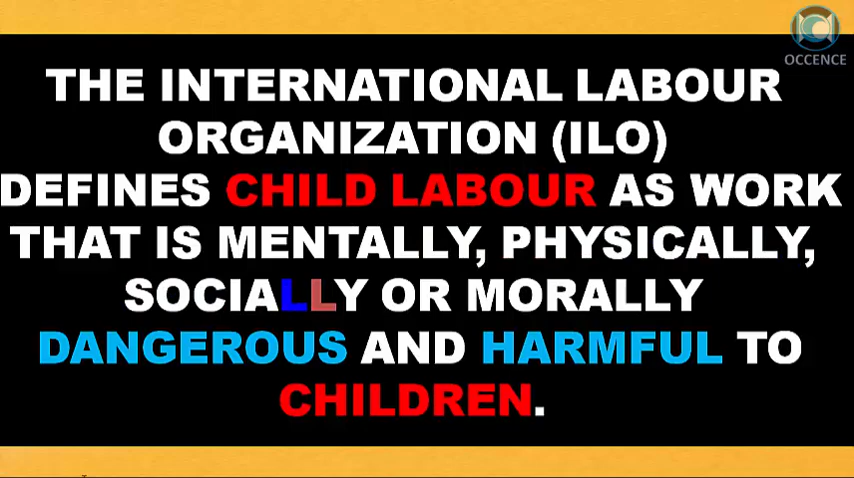 OCCENCE
THE INTERNATIONAL LABOUR
ORGANIZATION (ILO)
DEFINES CHILD LABOUR AS WORK
THAT IS MENTALLY, PHYSICALLY,
SOCIALLY OR MORALLY
DANGEROUS AND HARMFUL TO
CHILDREN.